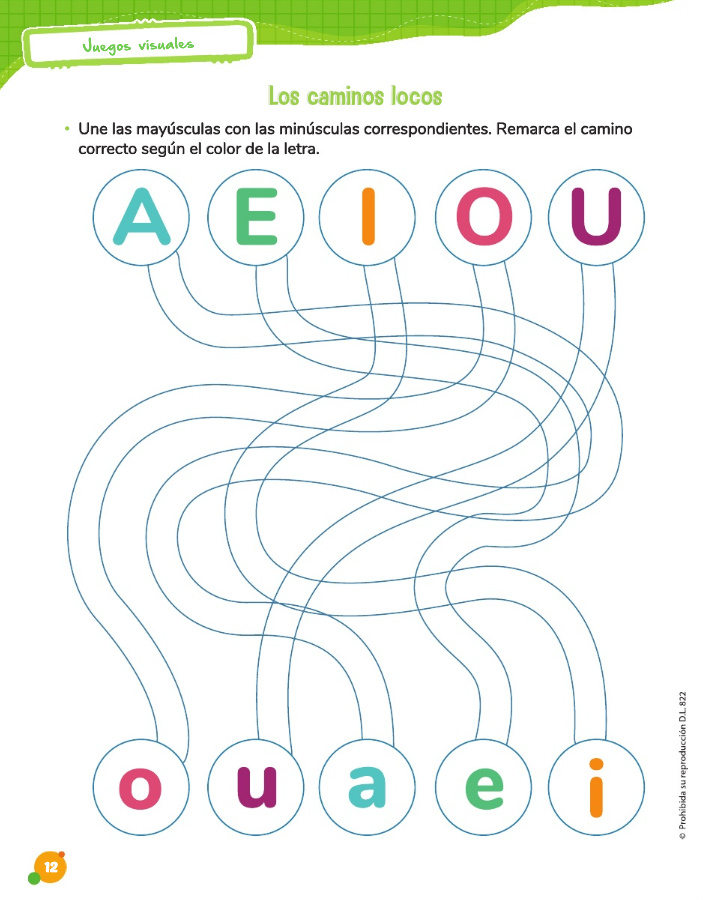 Juegos visuales
Los caminos locos
• Une las mayúsculas con las minúsculas correspondientes. Remarca el camino
correcto según el color de la letra.
A E I O U
o u a e i
© Prohibida su reproducción D.L. 822
12